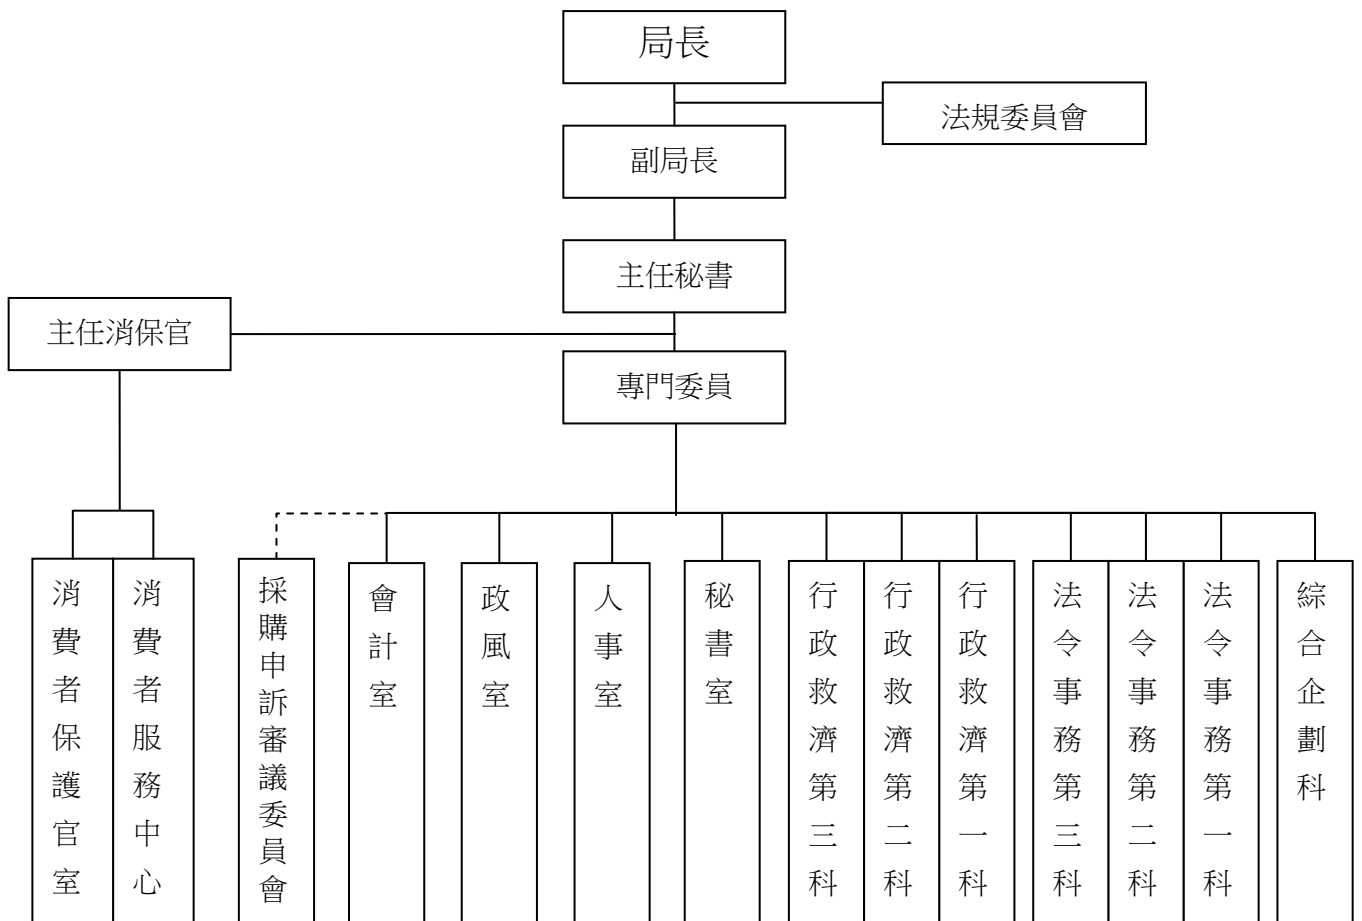 局長
法規委員會
副局長
主任秘書
主任消保官
專門委員
消費者保護官室
消費者服務中心
採購申訴審議委員會
會計室
政風室
人事室
秘書室
行政救濟第三科
行政救濟第二科
行政救濟第一科
法令事務第三科
法令事務第二科
法令事務第一科
綜合企劃科